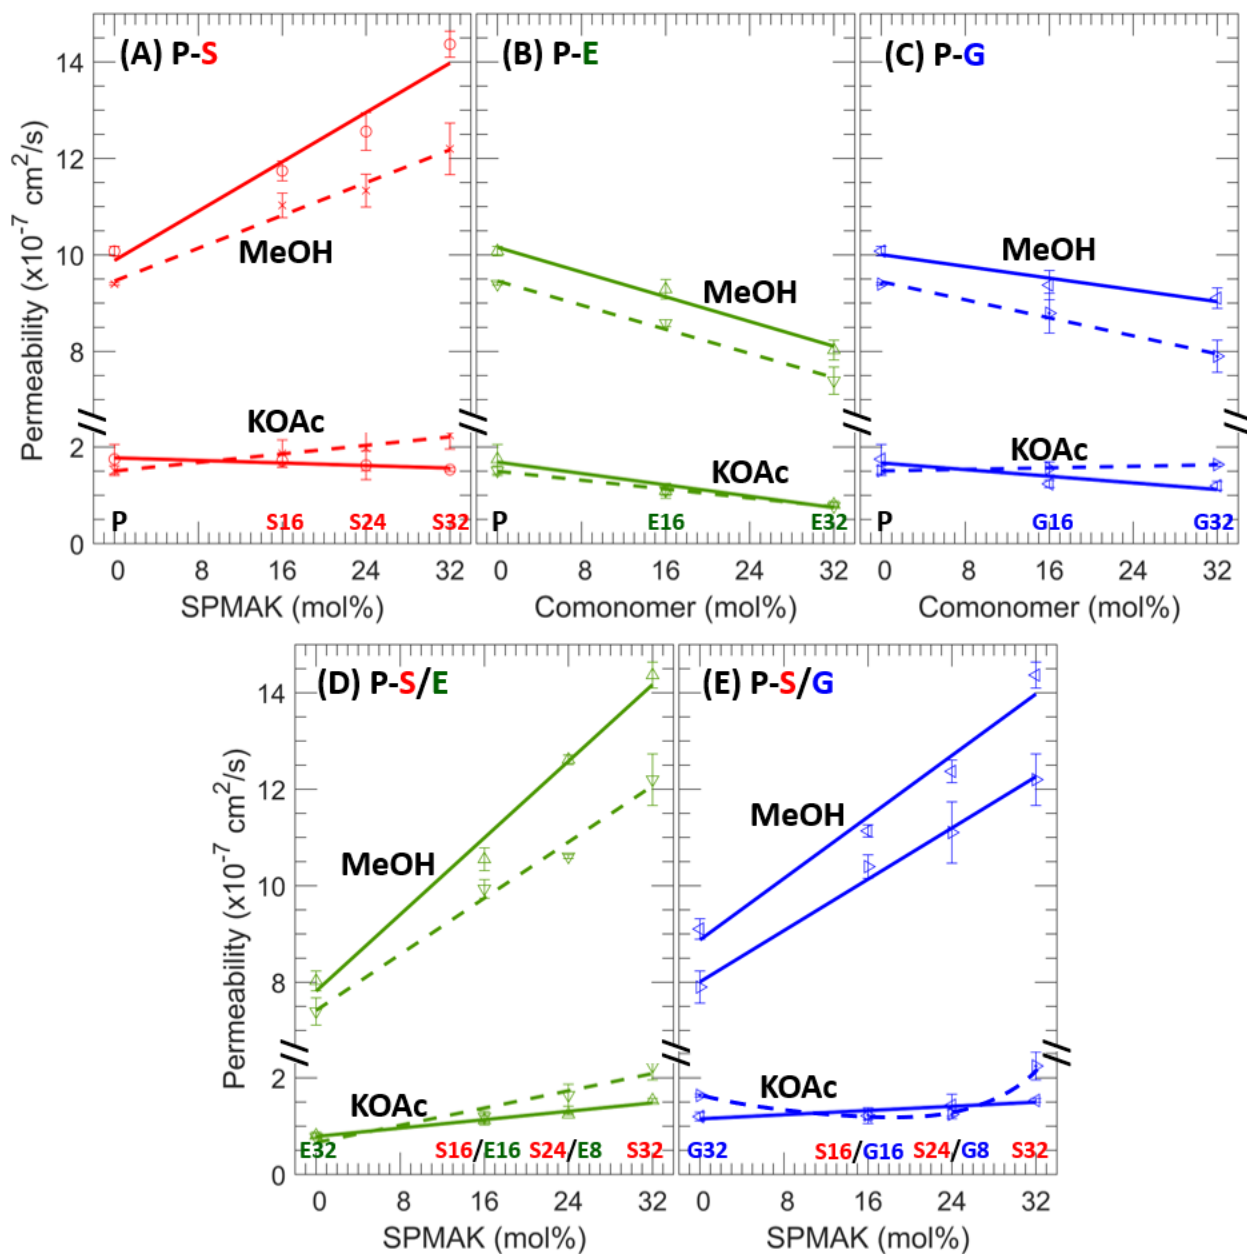 (A) P-S
(B) P-E
(C) P-G
Permeability (x10⁻⁷ cm²/s)
14
12
10
8
2
0
MeOH
KOAc
P
S16
S24
S32
MeOH
KOAc
P
E16
E32
MeOH
KOAc
P
G16
G32
0 8 16 24 32
0 8 16 24 32
0 8 16 24 32
SPMAK (mol%)
Comonomer (mol%)
Comonomer (mol%)
(D) P-S/E
(E) P-S/G
Permeability (x10⁻⁷ cm²/s)
14
12
10
8
2
0
MeOH
KOAc
E32
S16/E16
S24/E8
S32
MeOH
KOAc
G32
S16/G16
S24/G8
S32
0 8 16 24 32
0 8 16 24 32
SPMAK (mol%)
SPMAK (mol%)